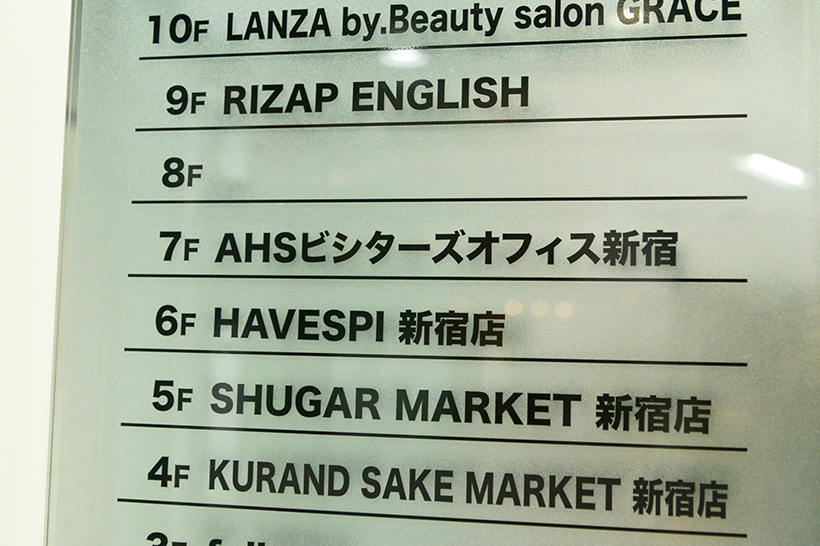 10F LANZA by.Beauty salon GRACE
9F RIZAP ENGLISH
8F
7F AHSビシターズオフィス新宿
6F HAVESPI 新宿店
5F SHUGAR MARKET 新宿店
4F KURAND SAKE MARKET 新宿店